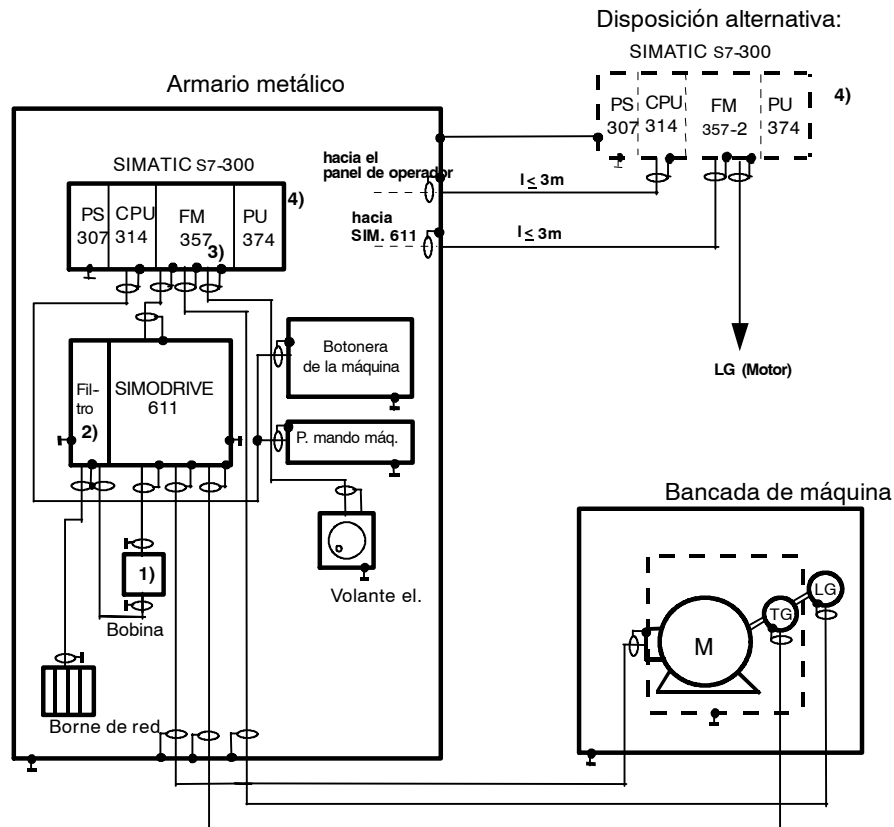 Disposición alternativa:
SIMATIC S7-300
PS
307
CPU
314
FM
357-2
PU
374
4)
Armario metálico
SIMATIC S7-300
PS
307
CPU
314
FM
357
3)
PU
374
4)
hacia el
panel de operador
l ≤ 3m
hacia
SIM. 611
l ≤ 3m
LG (Motor)
Fil-
tro
2)
SIMODRIVE
611
Botonera
de la máquina
P. mando máq.
Volante el.
1)
Bobina
Borne de red
Bancada de máquina
M
TG
LG